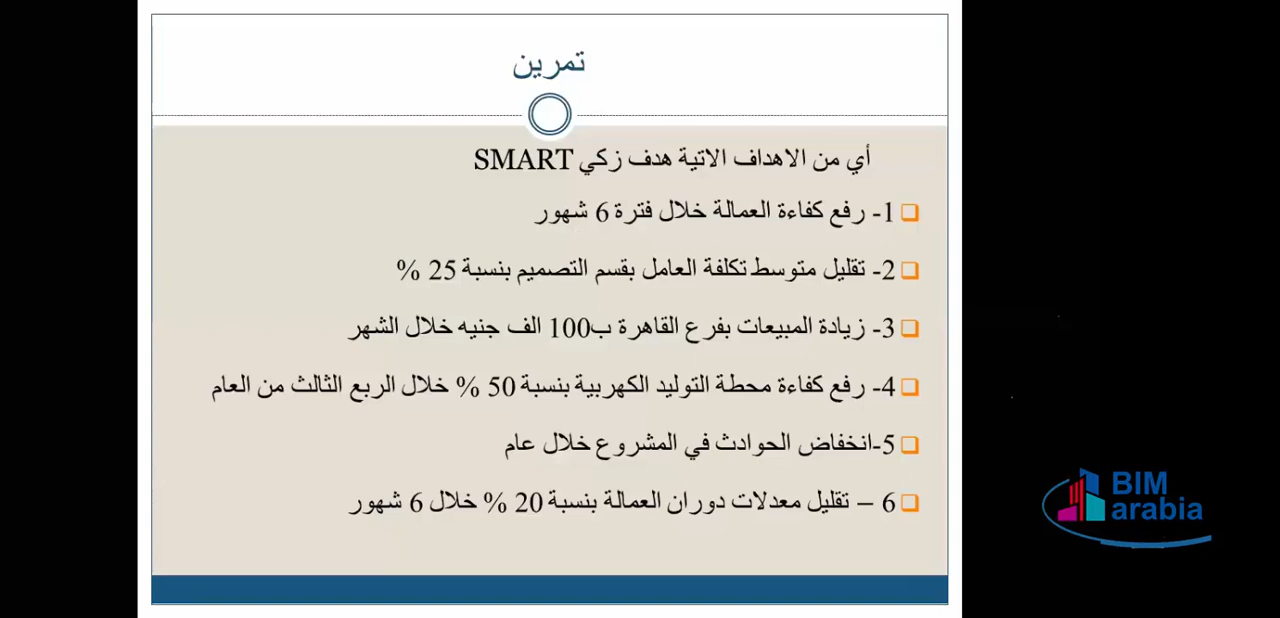 تمرين
أي من الاهداف الاتية هدف زكي SMART
1- رفع كفاءة العمالة خلال فترة 6 شهور
2- تقليل متوسط تكلفة العامل بقسم التصميم بنسبة 25 %
3- زيادة المبيعات بفرع القاهرة ب100 الف جنيه خلال الشهر
4- رفع كفاءة محطة التوليد الكهربية بنسبة 50 % خلال الربع الثالث من العام
5-انخفاض الحوادث في المشروع خلال عام
6 – تقليل معدلات دوران العمالة بنسبة 20 % خلال 6 شهور
BIM
arabia